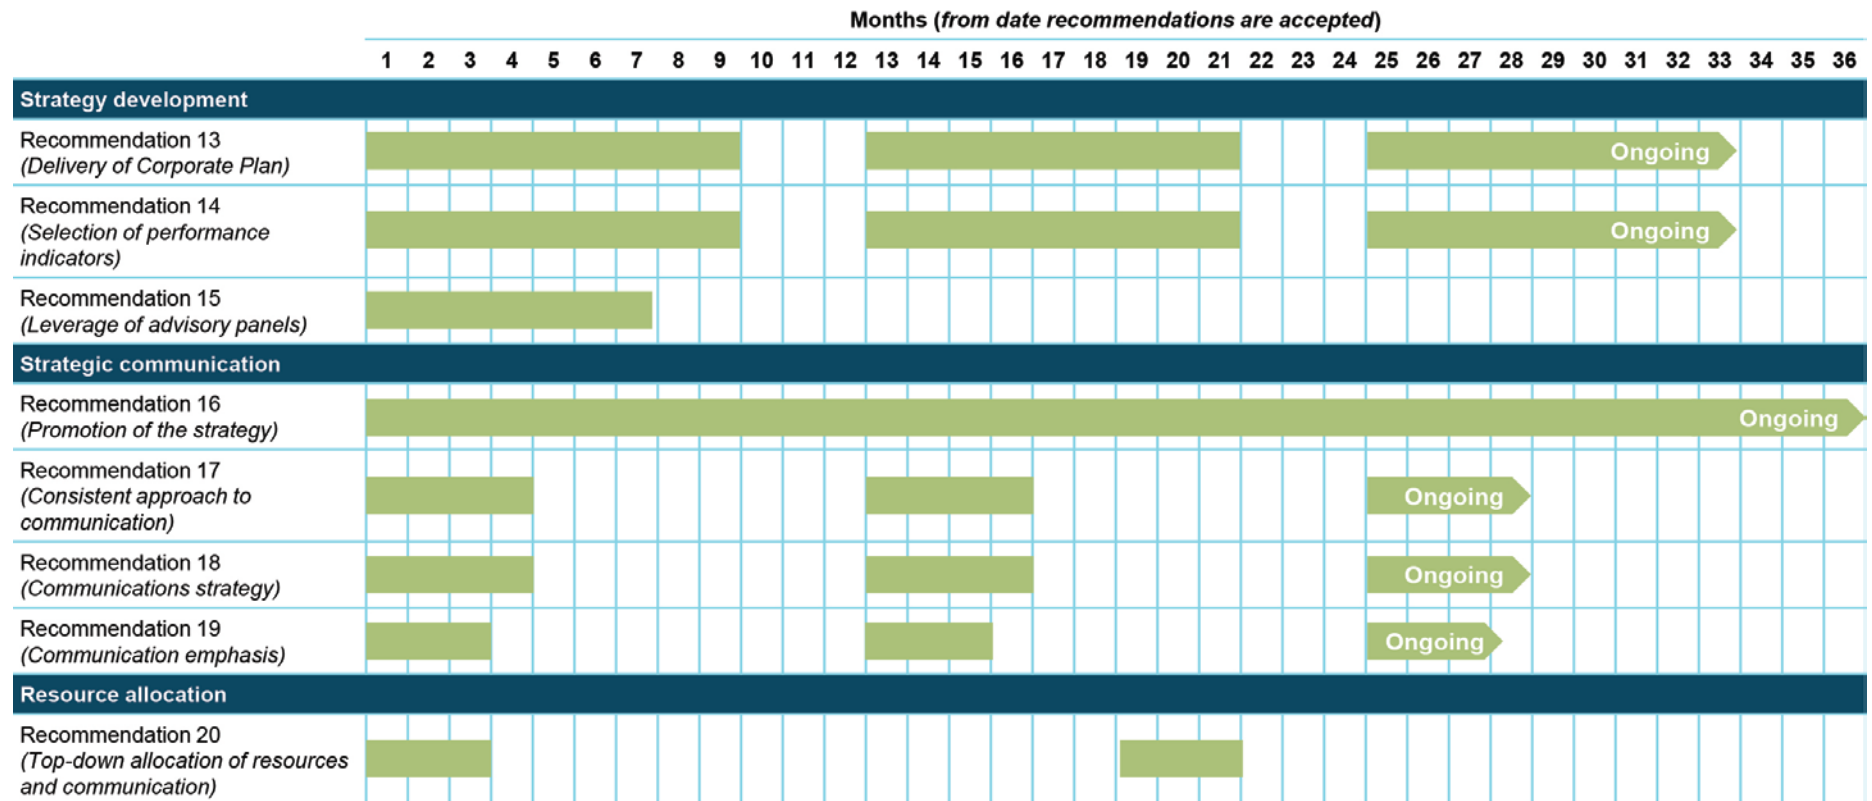 Months (from date recommendations are accepted)
1 2 3 4 5 6 7 8 9 10 11 12 13 14 15 16 17 18 19 20 21 22 23 24 25 26 27 28 29 30 31 32 33 34 35 36
Strategy development
Recommendation 13
(Delivery of Corporate Plan)
Ongoing
Recommendation 14
(Selection of performance
indicators)
Ongoing
Recommendation 15
(Leverage of advisory panels)
Strategic communication
Recommendation 16
(Promotion of the strategy)
Ongoing
Recommendation 17
(Consistent approach to
communication)
Ongoing
Recommendation 18
(Communications strategy)
Ongoing
Recommendation 19
(Communication emphasis)
Ongoing
Resource allocation
Recommendation 20
(Top-down allocation of resources
and communication)